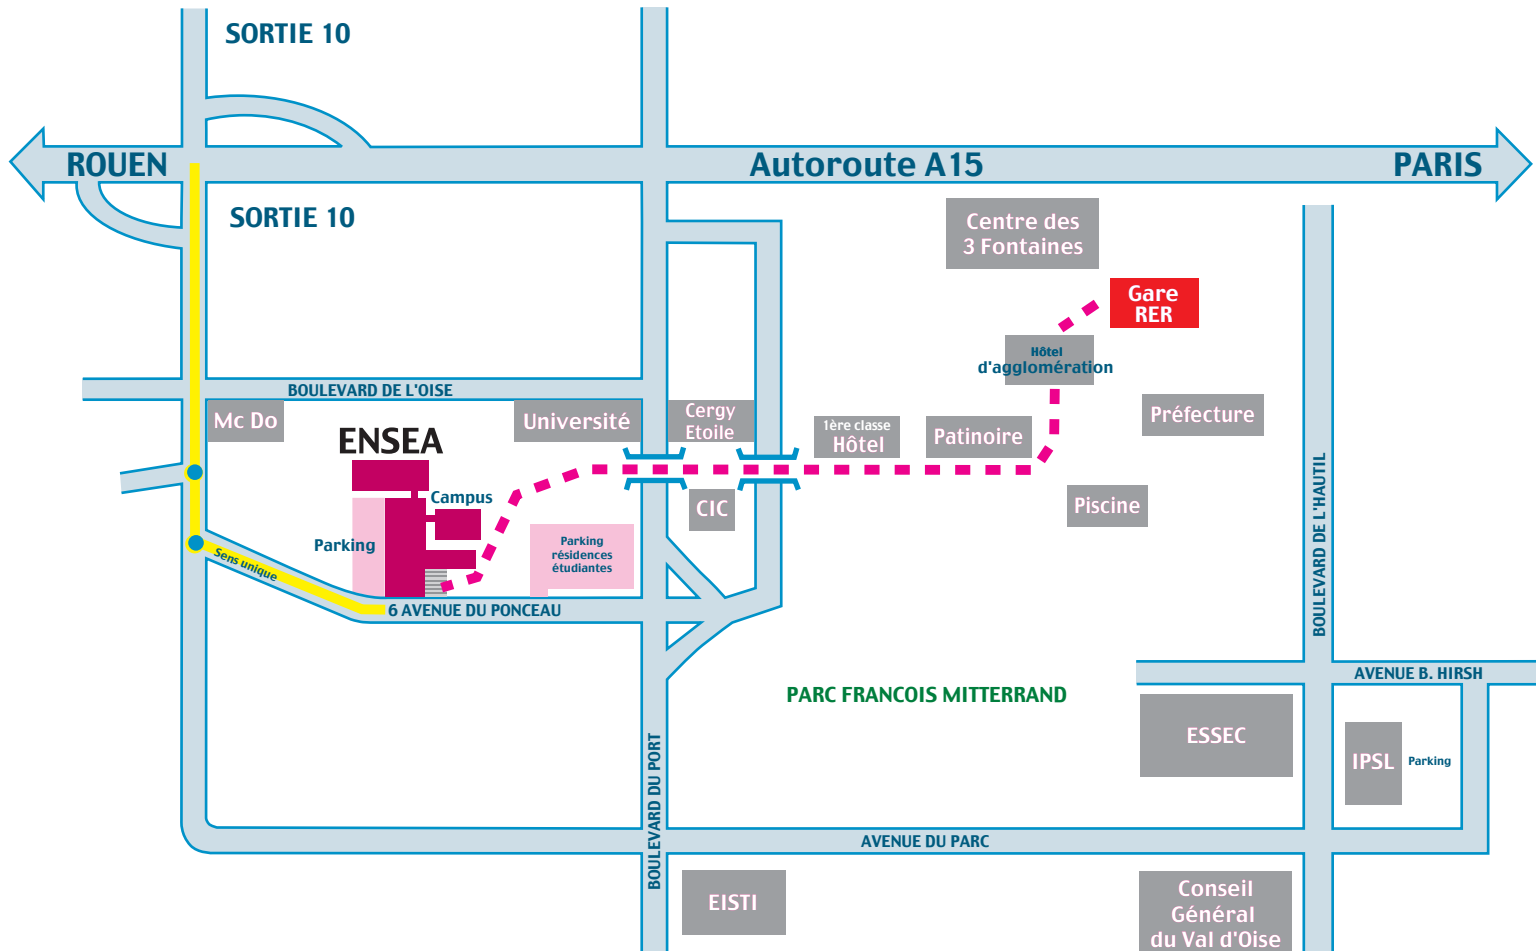 SORTIE 10
ROUEN
Autoroute A15
PARIS
SORTIE 10
Centre des
3 Fontaines
Gare
RER
Hôtel
d'agglomération
BOULEVARD DE L'OISE
Mc Do
ENSEA
Université
Cergy
Etoile
1ère classe
Hôtel
Patinoire
Préfecture
Campus
CIC
Piscine
BOULEVARD DE L'HAUTIL
Parking
Parking
résidences
étudiantes
Sens unique
6 AVENUE DU PONCEAU
PARC FRANCOIS MITTERRAND
AVENUE B. HIRSH
ESSEC
IPSL
Parking
BOULEVARD DU PORT
AVENUE DU PARC
EISTI
Conseil
Général
du Val d'Oise